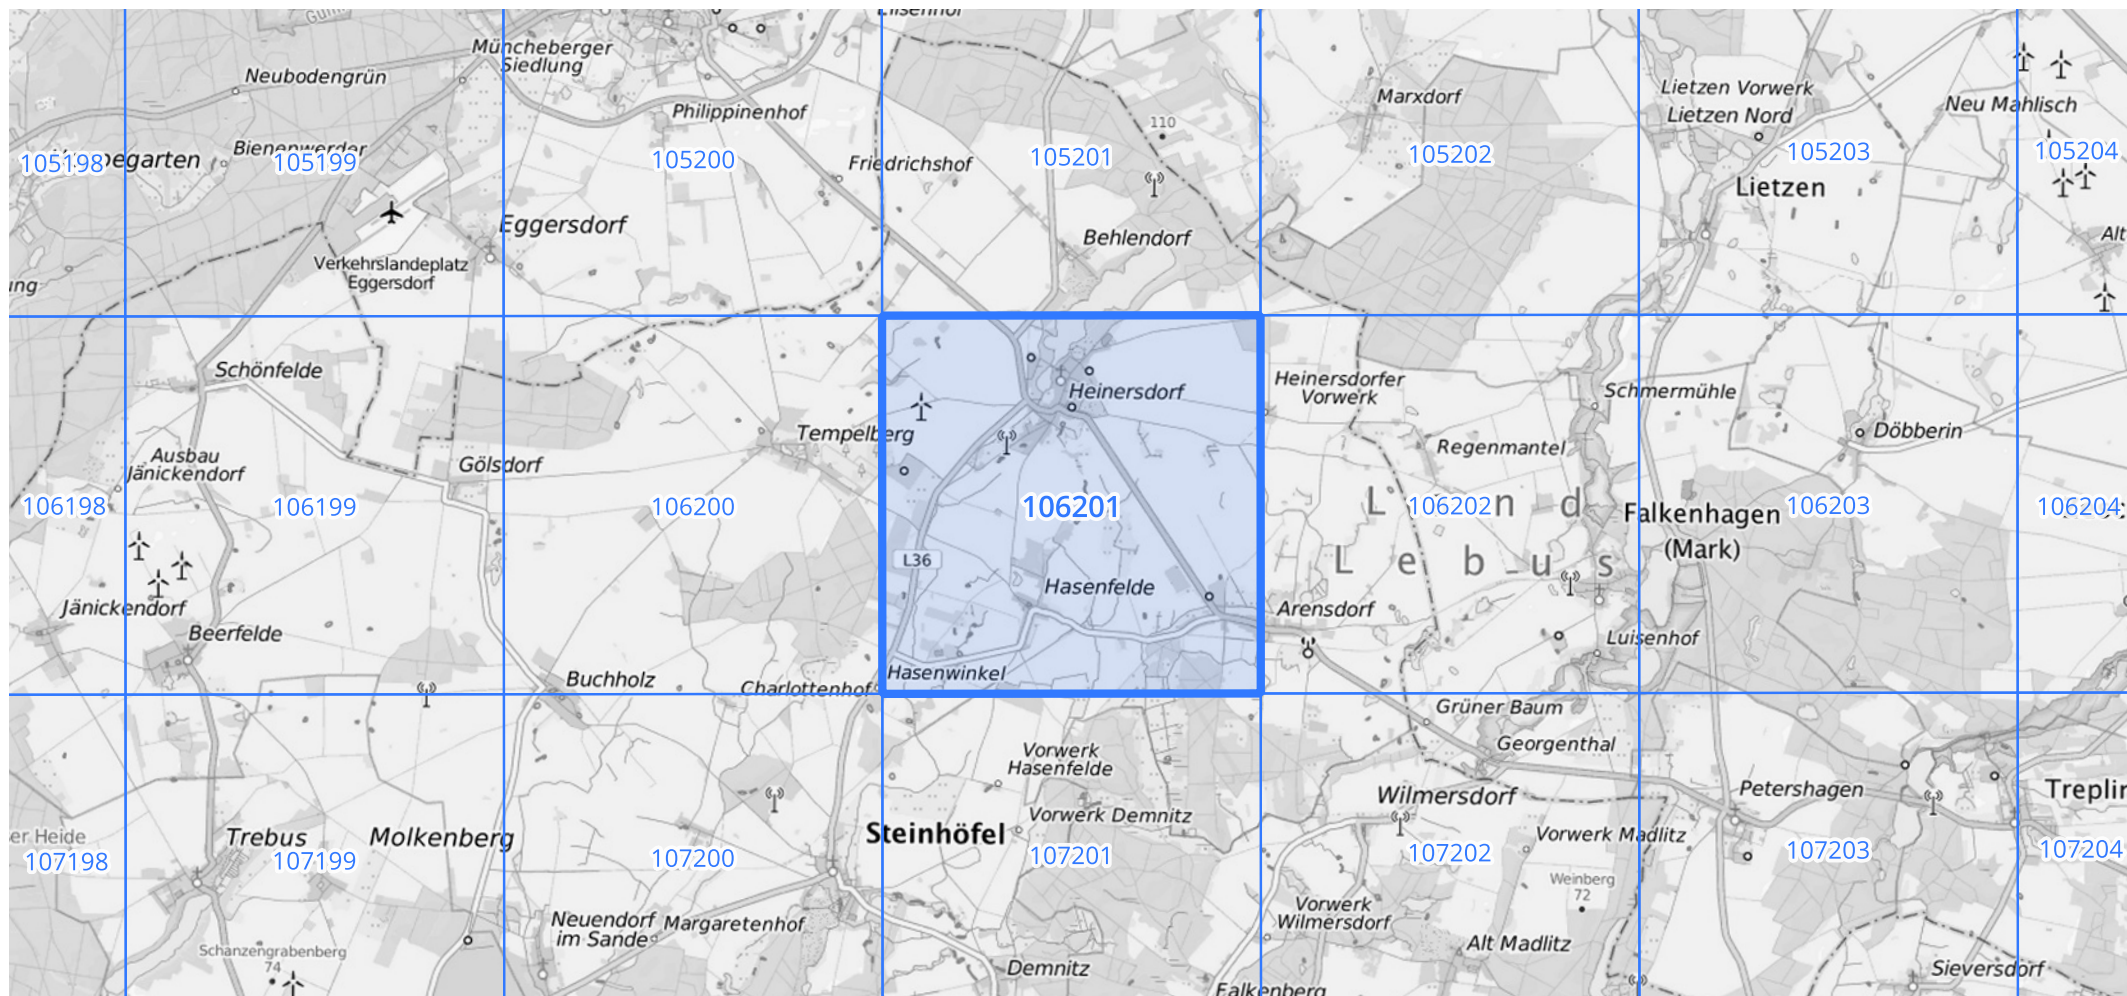 Neubodengrün
Müncheberger
Siedlung
Philippinenhof
Bienenwerder
105198
105199
105200
Friedrichshof
105201
110
Marxdorf
105202
Lietzen Vorwerk
Lietzen Nord
Neu Mahlisch
105203
105204
Lietzen
Eggersdorf
Behlendorf
Alt
Verkehrslandeplatz
Eggersdorf
Schönfelde
Heinersdorf
Heinersdorfer
Vorwerk
Schmermühle
Tempelberg
Döbberin
Ausbau
Jänickendorf
Gölsdorf
Regenmantel
106198
106199
106200
106201
L
106202
n d
Falkenhagen
(Mark)
106203
106204
L36
L e b u s
Hasenfelde
Jänickendorf
Beerfelde
Arensdorf
Luisenhof
Buchholz
Charlottenhof
Hasenwinkel
Grüner Baum
Georgenthal
Vorwerk
Hasenfelde
Petershagen
Treplin
Wilmersdorf
Vorwerk Demnitz
Steinhöfel
Vorwerk Madlitz
er Heide
Trebus
Molkenberg
107198
107199
107200
107201
107202
107203
107204
Weinberg
72
Neuendorf
im Sande
Margaretenhof
Vorwerk
Wilmersdorf
Alt Madlitz
Schanzengrabenberg
74
Demnitz
Sieversdorf
Falkenberg